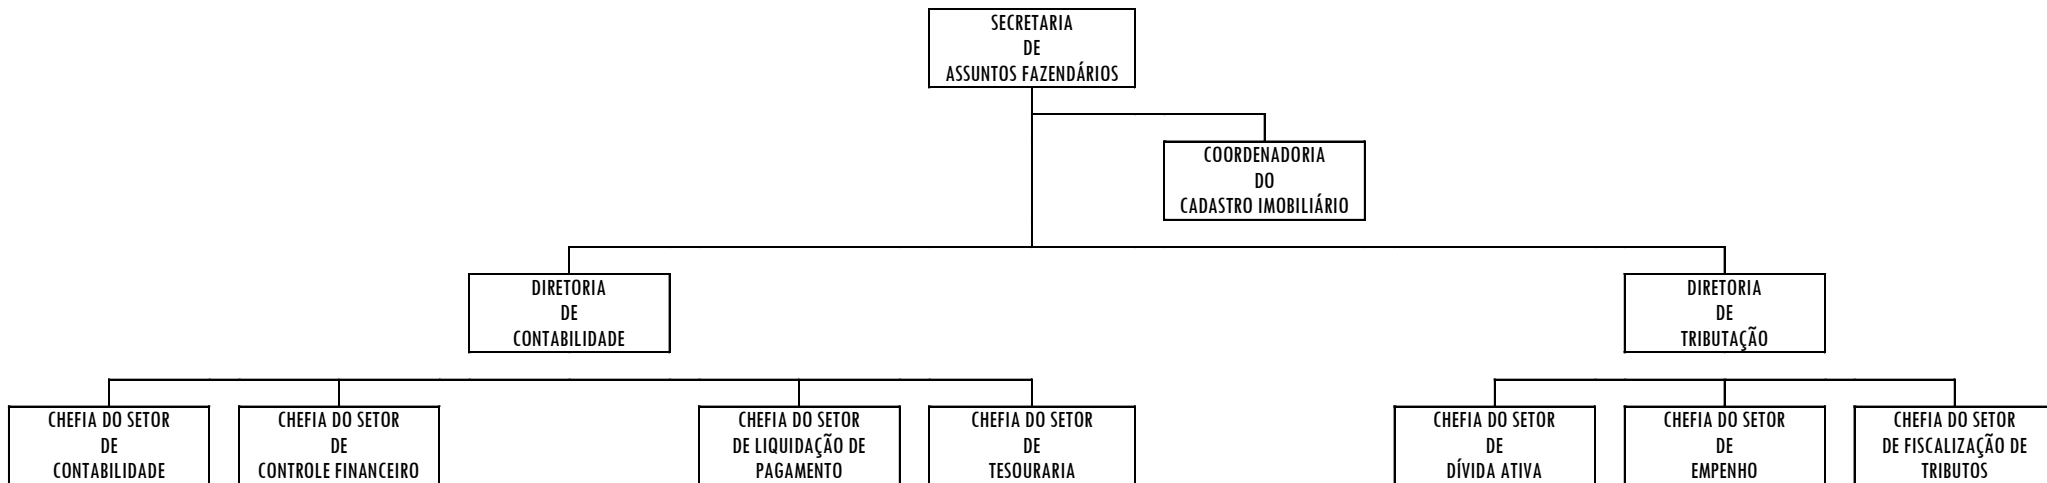 SECRETARIA
DE
ASSUNTOS FAZENDÁRIOS
COORDENADORIA
DO
CADASTRO IMOBILIÁRIO
DIRETORIA
DE
CONTABILIDADE
DIRETORIA
DE
TRIBUTAÇÃO
CHEFIA DO SETOR
DE
CONTABILIDADE
CHEFIA DO SETOR
DE
CONTROLE FINANCEIRO
CHEFIA DO SETOR
DE LIQUIDAÇÃO DE
PAGAMENTO
CHEFIA DO SETOR
DE
TESOURARIA
CHEFIA DO SETOR
DE
DÍVIDA ATIVA
CHEFIA DO SETOR
DE
EMPENHO
CHEFIA DO SETOR
DE FISCALIZAÇÃO DE
TRIBUTOS